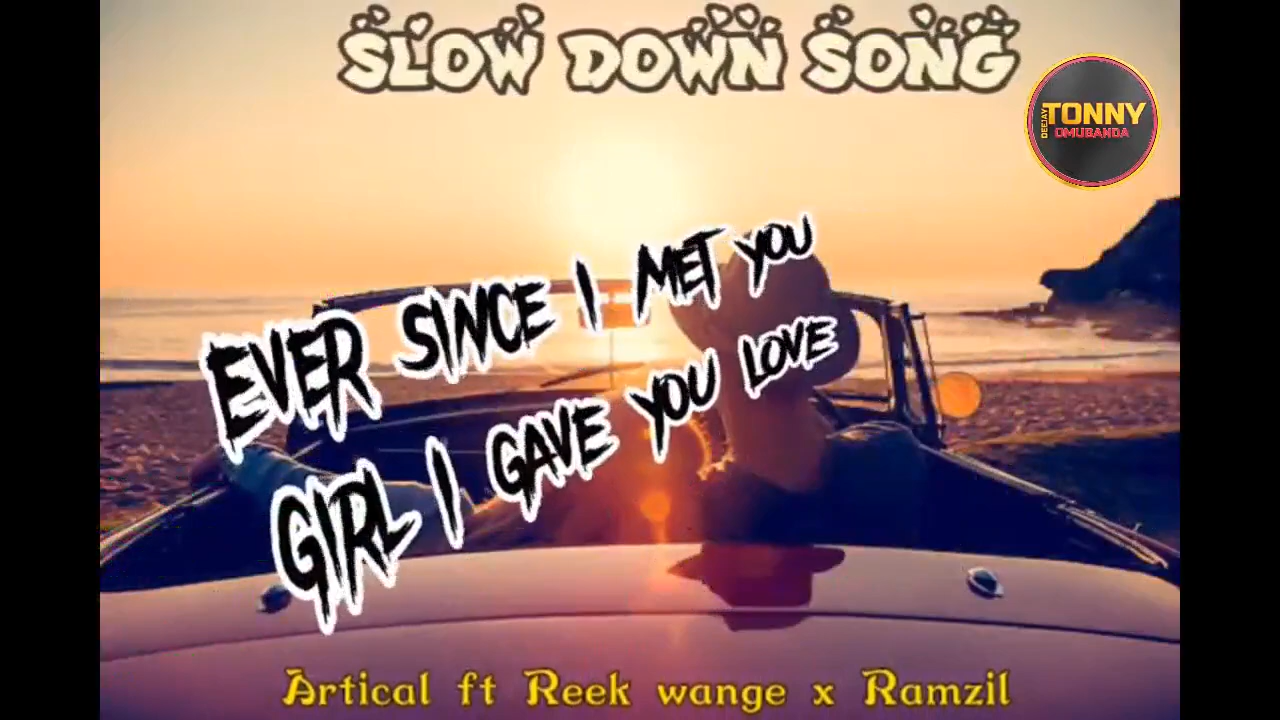 SLOW DOWN SONG
DEEJAY
TONNY
OMUBANDA
EVER SINCE I MET YOU
GIRL I GAVE YOU LOVE
Artical ft Reek wange x Ramzil